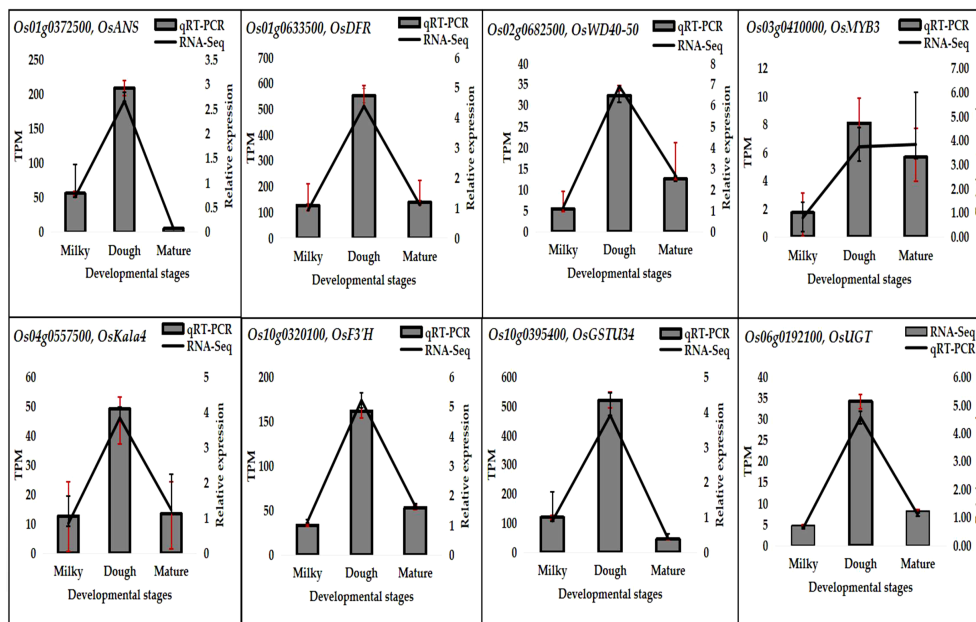 Os01g0372500, OsANS
qRT-PCR
RNA-Seq
TPM
250
200
150
100
50
0
3.5
3
2.5
2
1.5
1
0.5
0
Relative expression
Milky Dough Mature
Developmental stages
Os01g0633500, OsDFR
qRT-PCR
RNA-Seq
TPM
700
600
500
400
300
200
100
0
6
5
4
3
2
1
0
Relative expression
Milky Dough Mature
Developmental stages
Os02g0682500, OsWD40-50
qRT-PCR
RNA-Seq
TPM
40
35
30
25
20
15
10
5
0
8
7
6
5
4
3
2
1
0
Relative expression
Milky Dough Mature
Developmental stages
Os03g0410000, OsMYB3
qRT-PCR
RNA-Seq
TPM
12
10
8
6
4
2
0
7.00
6.00
5.00
4.00
3.00
2.00
1.00
0.00
Relative expression
Milky Dough Mature
Developmental stages
Os04g0557500, OsKala4
qRT-PCR
RNA-Seq
TPM
60
50
40
30
20
10
0
5
4
3
2
1
0
Relative expression
Milky Dough Mature
Developmental stages
Os10g0320100, OsF3'H
qRT-PCR
RNA-Seq
TPM
200
150
100
50
0
6
5
4
3
2
1
0
Relative expression
Milky Dough Mature
Developmental stages
Os10g0395400, OsGSTU34
qRT-PCR
RNA-Seq
TPM
600
500
400
300
200
100
0
5
4
3
2
1
0
Relative expression
Milky Dough Mature
Developmental stages
Os06g0192100, OsUGT
RNA-Seq
qRT-PCR
TPM
40
35
30
25
20
15
10
5
0
6.00
5.00
4.00
3.00
2.00
1.00
0.00
Relative expression
Milky Dough Mature
Developmental stages